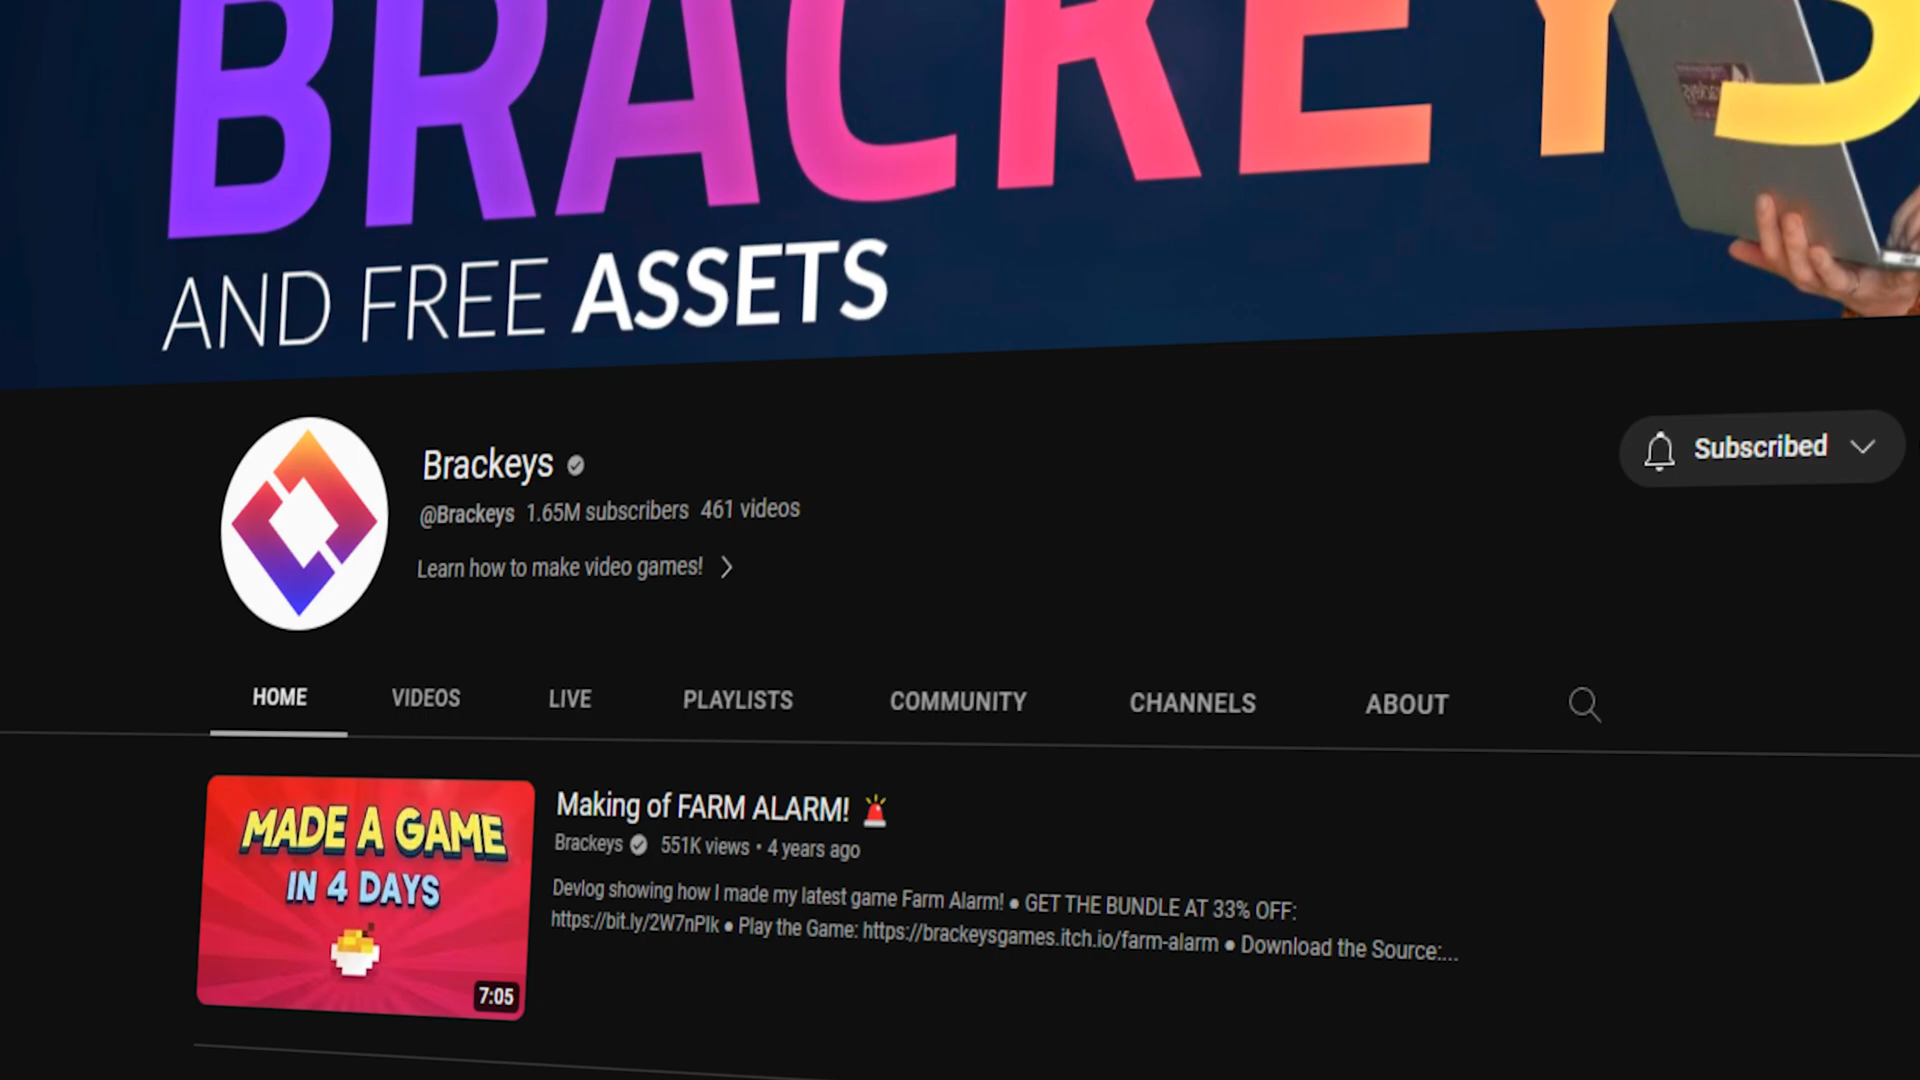 BRACKEYS
AND FREE ASSETS
Brackeys
@Brackeys 1.65M subscribers 461 videos
Learn how to make video games!
Subscribed
HOME VIDEOS LIVE PLAYLISTS COMMUNITY CHANNELS ABOUT
MADE A GAME
IN 4 DAYS
7:05
Making of FARM ALARM! 🚨
Brackeys 551K views • 4 years ago
Devlog showing how I made my latest game Farm Alarm! ● GET THE BUNDLE AT 33% OFF:
https://bit.ly/2W7nPlk ● Play the Game: https://brackeysgames.itch.io/farm-alarm ● Download the Source:...